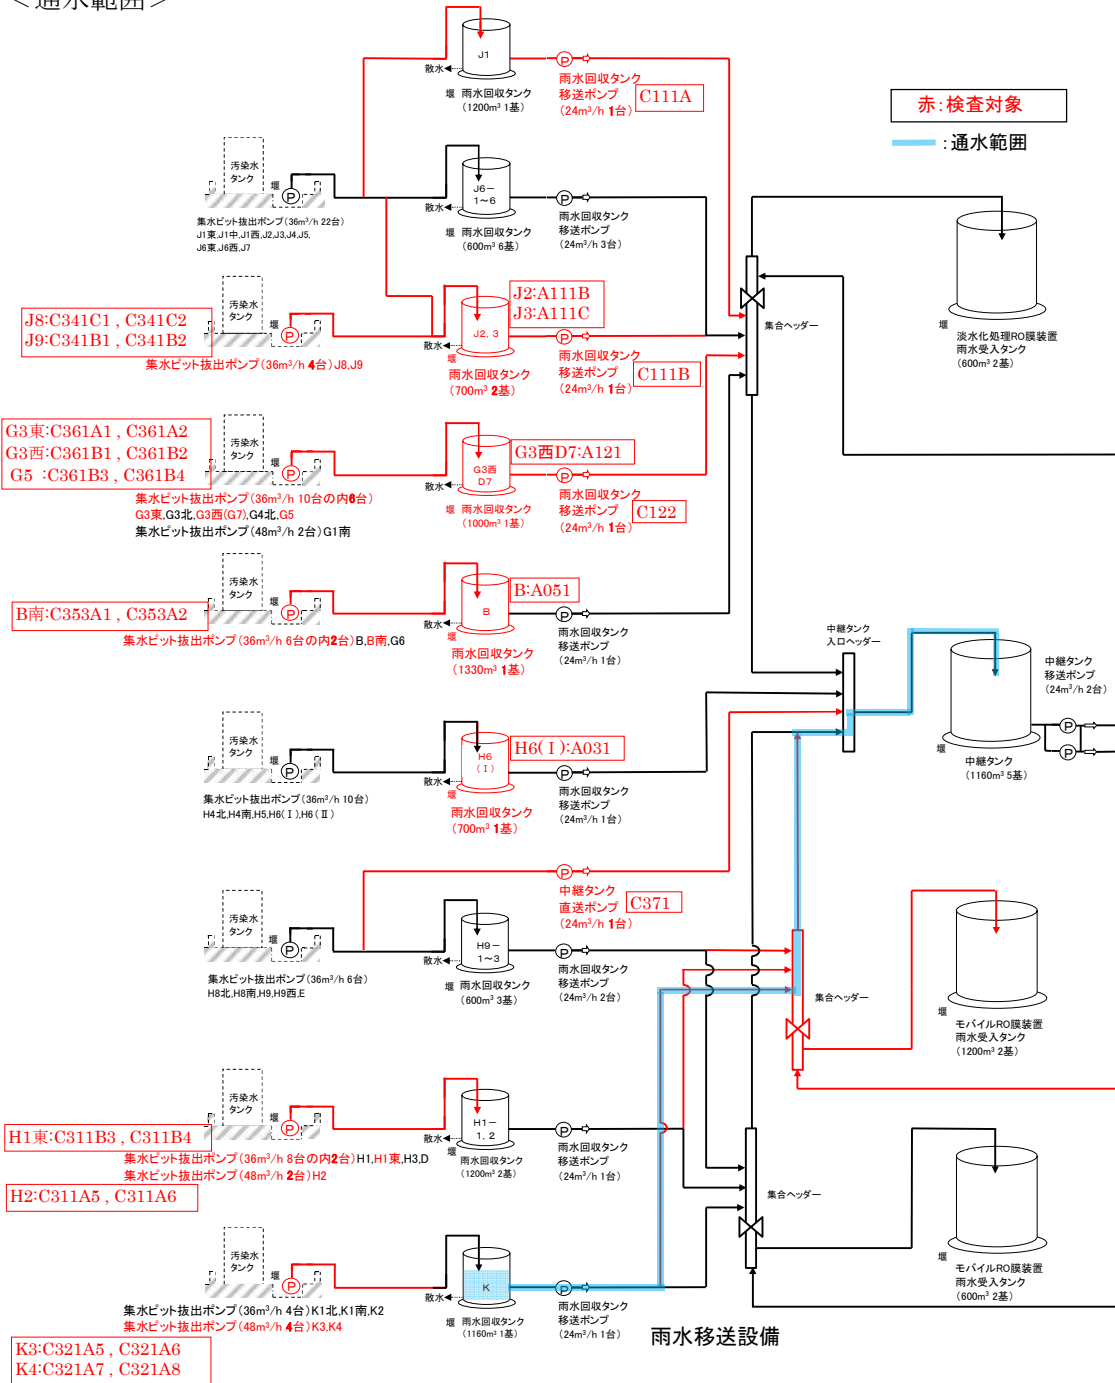 ＜通水範囲＞
J1
散水
堰 雨水回収タンク
(1200m³ 1基)
P
雨水回収タンク
移送ポンプ
(24m³/h 1台)
C111A
赤：検査対象
：通水範囲
汚染水
タンク
堰
P
集水ピット抜出ポンプ(36m³/h 22台)
J1東,J1中,J1西,J2,J3,J4,J5,
J6東,J6西,J7
J6－
1～6
散水
堰 雨水回収タンク
(600m³ 6基)
P
雨水回収タンク
移送ポンプ
(24m³/h 3台)
集合ヘッダー
堰
淡水化処理RO膜装置
雨水受入タンク
(600m³ 2基)
J8:C341C1 , C341C2
J9:C341B1 , C341B2
汚染水
タンク
堰
P
集水ピット抜出ポンプ(36m³/h 4台)J8,J9
J2:A111B
J3:A111C
J2, 3
散水
堰
雨水回収タンク
(700m³ 2基)
P
雨水回収タンク
移送ポンプ
(24m³/h 1台)
C111B
G3東:C361A1 , C361A2
G3西:C361B1 , C361B2
G5 :C361B3 , C361B4
汚染水
タンク
堰
P
集水ピット抜出ポンプ(36m³/h 10台の内6台)
G3東,G3北,G3西(G7),G4北,G5
集水ピット抜出ポンプ(48m³/h 2台)G1南
G3西
D7
G3西D7:A121
散水
堰 雨水回収タンク
(1000m³ 1基)
P
雨水回収タンク
移送ポンプ
(24m³/h 1台)
C122
B南:C353A1 , C353A2
汚染水
タンク
堰
P
集水ピット抜出ポンプ(36m³/h 6台の内2台)B,B南,G6
B
B:A051
散水
堰
雨水回収タンク
(1330m³ 1基)
P
雨水回収タンク
移送ポンプ
(24m³/h 1台)
中継タンク
入口ヘッダー
中継タンク
移送ポンプ
(24m³/h 2台)
P
P
堰
中継タンク
(1160m³ 5基)
汚染水
タンク
堰
P
集水ピット抜出ポンプ(36m³/h 10台)
H4北,H4南,H5,H6(Ⅰ),H6(Ⅱ)
H6
(Ⅰ)
H6(Ⅰ):A031
散水
堰
雨水回収タンク
(700m³ 1基)
P
雨水回収タンク
移送ポンプ
(24m³/h 1台)
P
中継タンク
直送ポンプ
(24m³/h 1台)
C371
汚染水
タンク
堰
P
集水ピット抜出ポンプ(36m³/h 6台)
H8北,H8南,H9,H9西,E
H9－
1～3
散水
堰 雨水回収タンク
(600m³ 3基)
P
雨水回収タンク
移送ポンプ
(24m³/h 2台)
集合ヘッダー
堰
モバイルRO膜装置
雨水受入タンク
(1200m³ 2基)
H1東:C311B3 , C311B4
汚染水
タンク
堰
P
集水ピット抜出ポンプ(36m³/h 8台の内2台)H1,H1東,H3,D
集水ピット抜出ポンプ(48m³/h 2台)H2
H2:C311A5 , C311A6
H1－
1, 2
散水
堰
雨水回収タンク
(1200m³ 2基)
P
雨水回収タンク
移送ポンプ
(24m³/h 1台)
集合ヘッダー
堰
モバイルRO膜装置
雨水受入タンク
(600m³ 2基)
汚染水
タンク
堰
P
集水ピット抜出ポンプ(36m³/h 4台)K1北,K1南,K2
集水ピット抜出ポンプ(48m³/h 4台)K3,K4
K3:C321A5 , C321A6
K4:C321A7 , C321A8
K
散水
堰 雨水回収タンク
(1160m³ 1基)
P
雨水回収タンク
移送ポンプ
(24m³/h 1台)
雨水移送設備